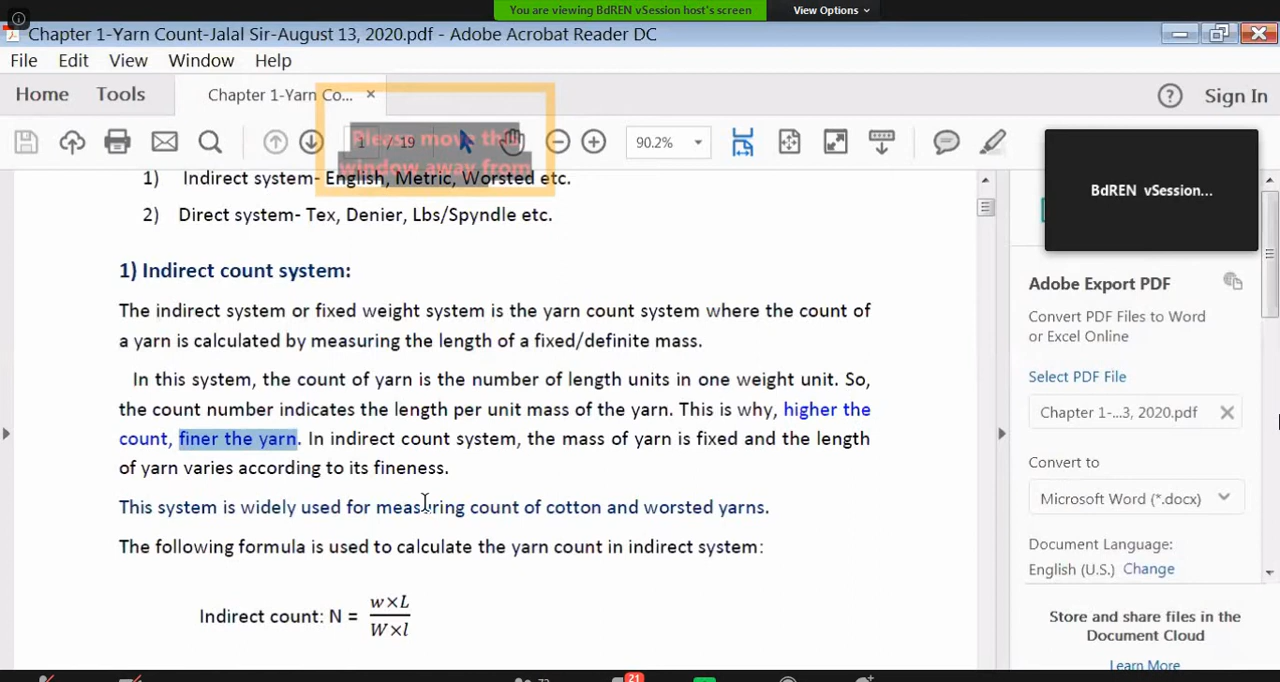 You are viewing BdREN vSession host's screen View Options
Chapter 1-Yarn Count-Jalal Sir-August 13, 2020.pdf - Adobe Acrobat Reader DC
File Edit View Window Help
Home Tools Chapter 1-Yarn Co... × Sign In
1 / 19 90.2%
Please move this
window away from
1) Indirect system- English, Metric, Worsted etc.
2) Direct system- Tex, Denier, Lbs/Spyndle etc.
BdREN vSession...
1) Indirect count system:
The indirect system or fixed weight system is the yarn count system where the count of
a yarn is calculated by measuring the length of a fixed/definite mass.
In this system, the count of yarn is the number of length units in one weight unit. So,
the count number indicates the length per unit mass of the yarn. This is why, higher the
count, finer the yarn. In indirect count system, the mass of yarn is fixed and the length
of yarn varies according to its fineness.
This system is widely used for measuring count of cotton and worsted yarns.
The following formula is used to calculate the yarn count in indirect system:
Indirect count: N = w×L
W×l
Adobe Export PDF
Convert PDF Files to Word
or Excel Online
Select PDF File
Chapter 1-...3, 2020.pdf
Convert to
Microsoft Word (*.docx)
Document Language:
English (U.S.) Change
Store and share files in the
Document Cloud
Learn More
21